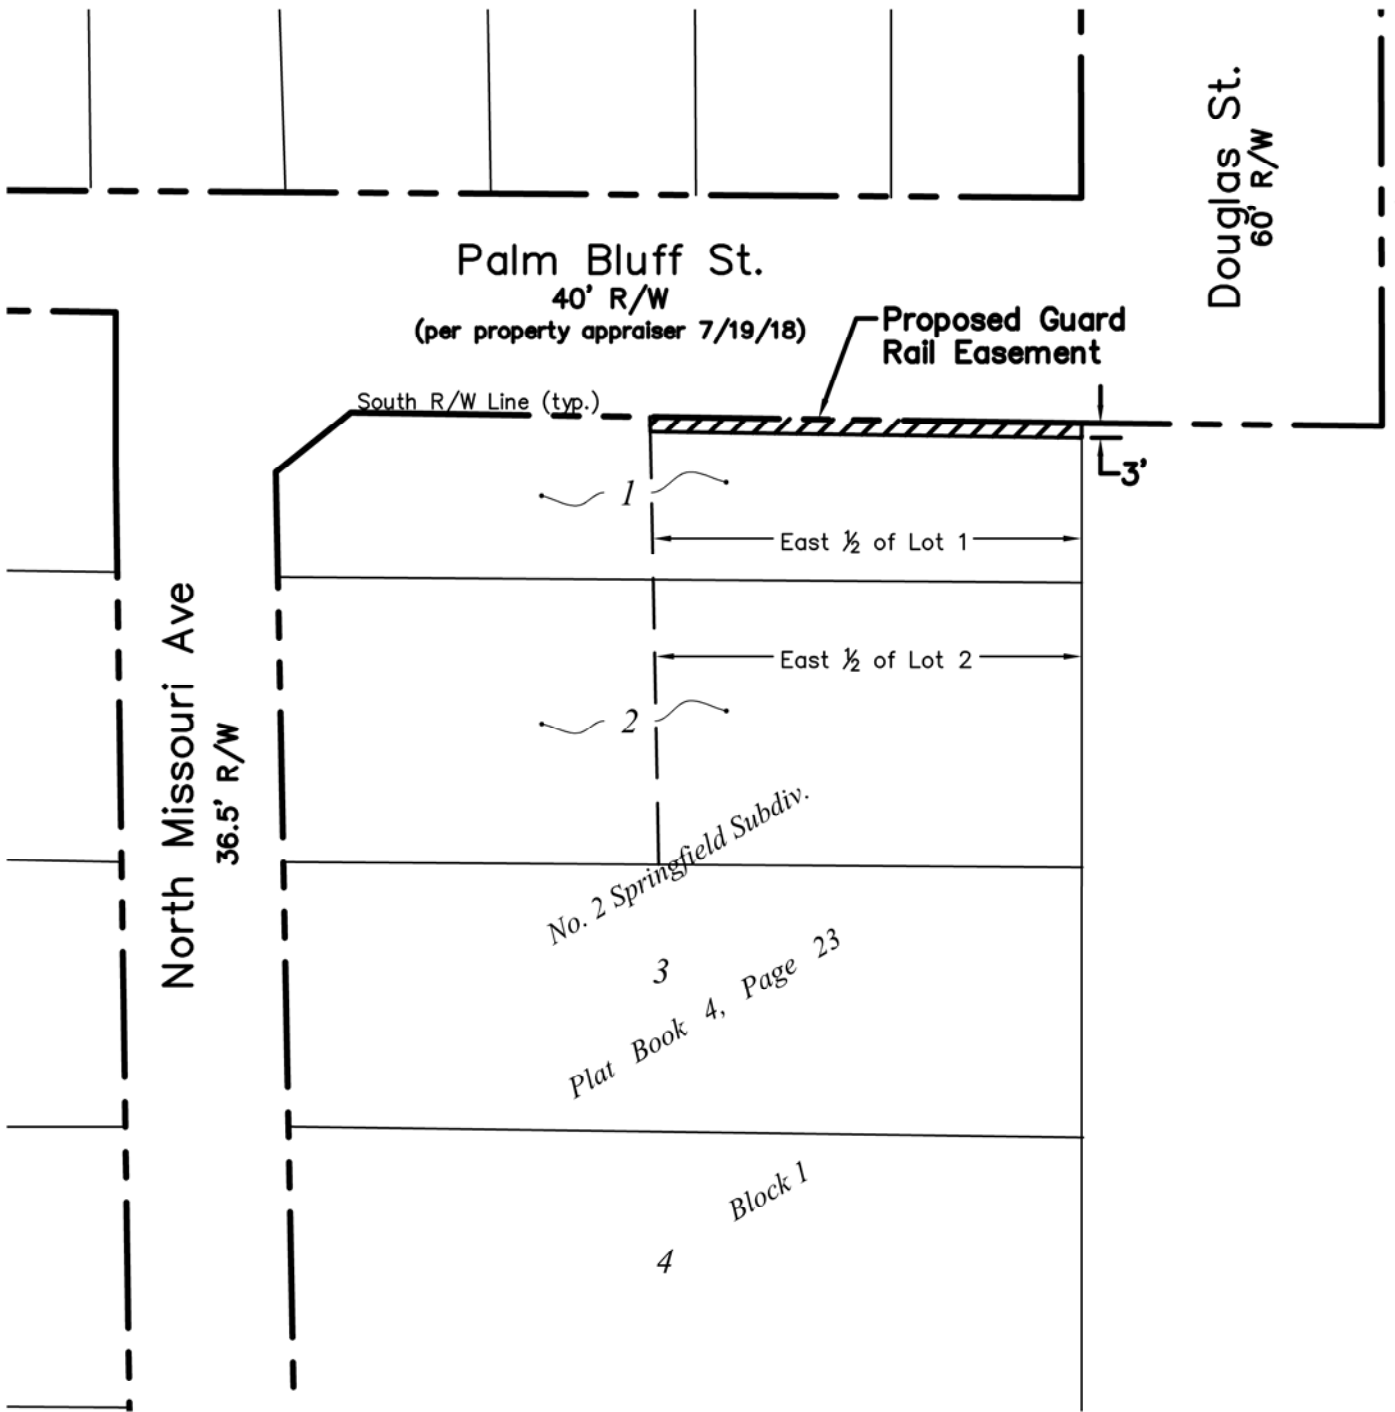 Douglas St.
60' R/W
Palm Bluff St.
40' R/W
(per property appraiser 7/19/18)
Proposed Guard
Rail Easement
South R/W Line (typ.)
3'
1
East ½ of Lot 1
East ½ of Lot 2
2
North Missouri Ave
36.5' R/W
No. 2 Springfield Subdiv.
3
Plat Book 4, Page 23
Block 1
4